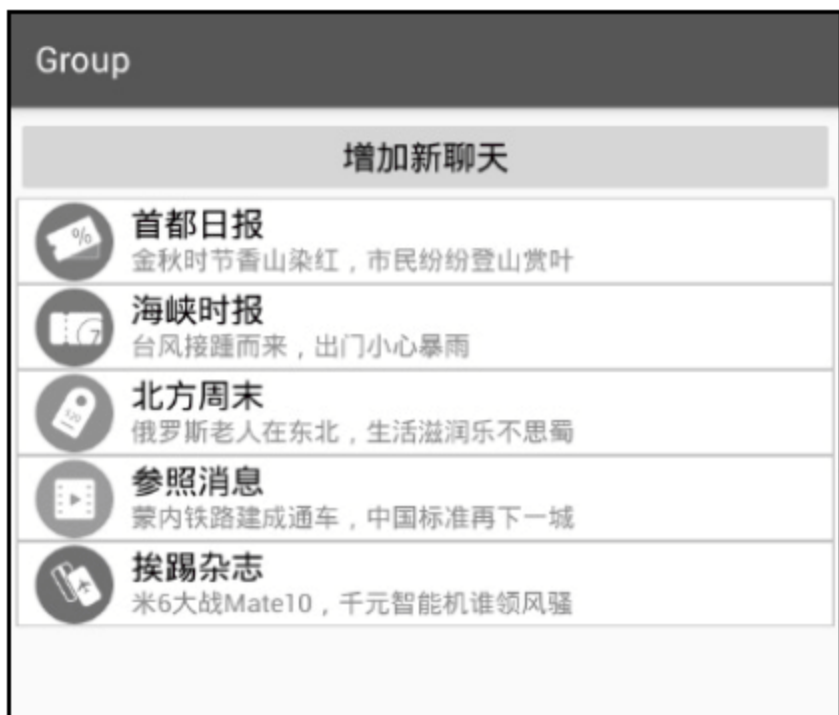 Group
增加新聊天
首都日报
金秋时节香山染红，市民纷纷登山赏叶
海峡时报
台风接踵而来，出门小心暴雨
北方周末
俄罗斯老人在东北，生活滋润乐不思蜀
参照消息
蒙内铁路建成通车，中国标准再下一城
挨踢杂志
米6大战Mate10，千元智能机谁领风骚
%
7
$20